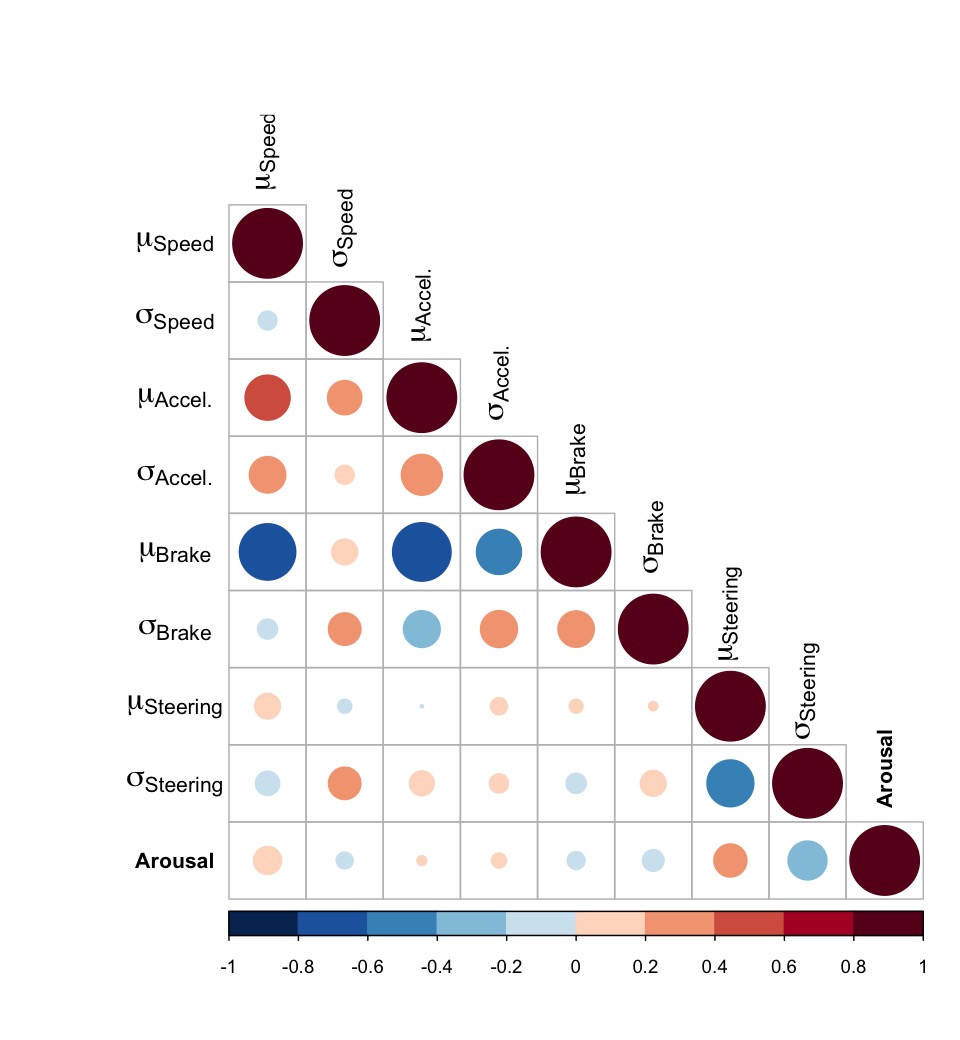 μSpeed
σSpeed
μAccel.
σAccel.
μBrake
σBrake
μSteering
σSteering
Arousal
μSpeed
σSpeed
μAccel.
σAccel.
μBrake
σBrake
μSteering
σSteering
Arousal
-1 -0.8 -0.6 -0.4 -0.2 0 0.2 0.4 0.6 0.8 1